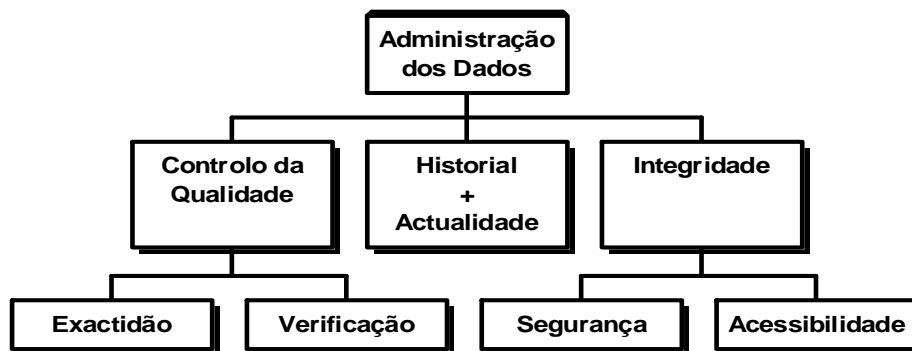 Administração
dos Dados
Controlo da
Qualidade
Historial
+
Actualidade
Integridade
Exactidão
Verificação
Segurança
Acessibilidade